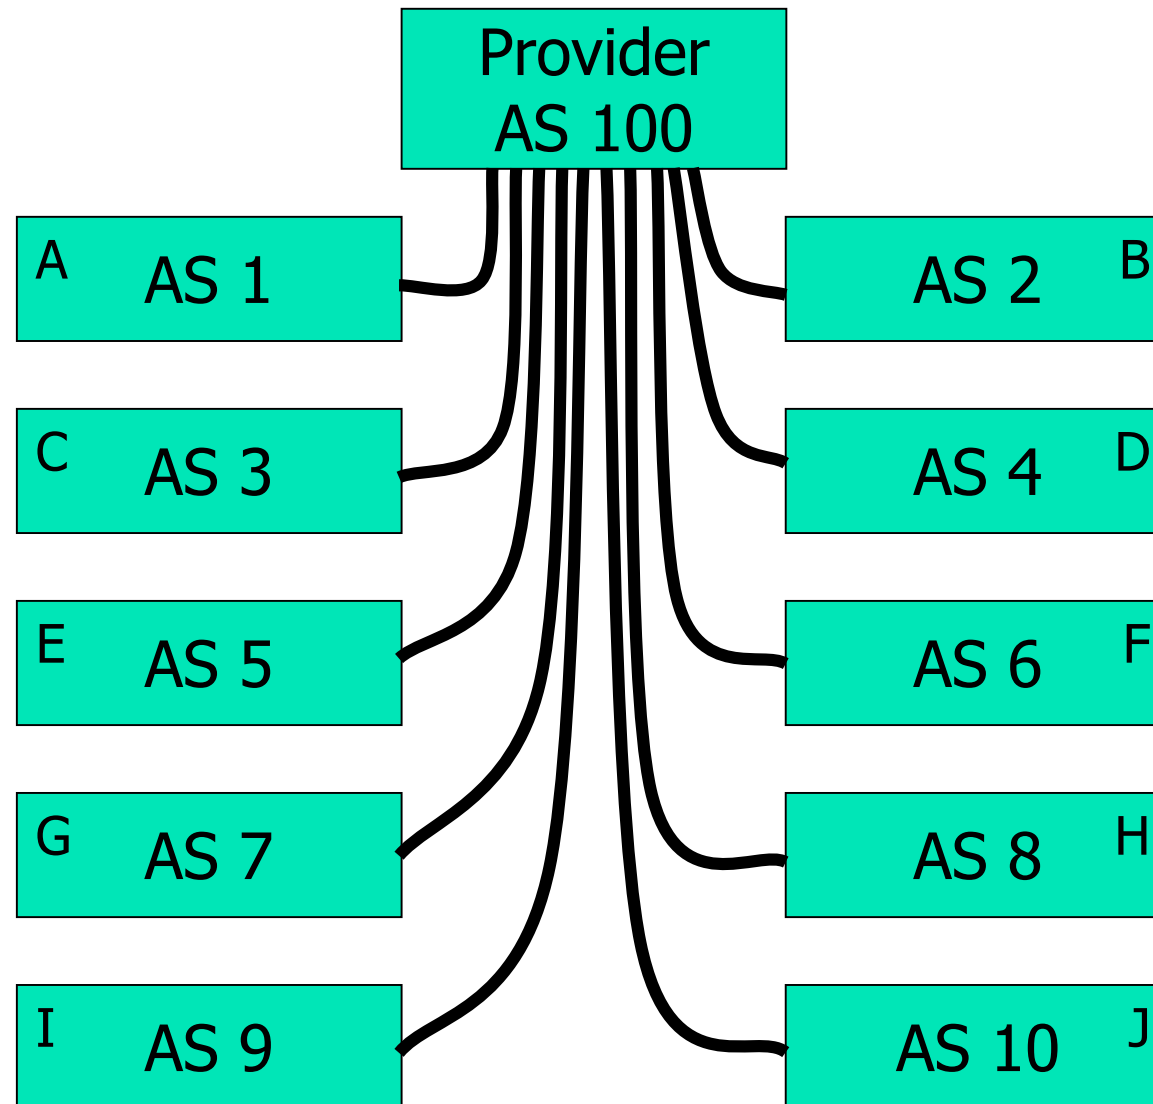 Provider
AS 100
A
AS 1
AS 2
B
C
AS 3
AS 4
D
E
AS 5
AS 6
F
G
AS 7
AS 8
H
I
AS 9
AS 10
J